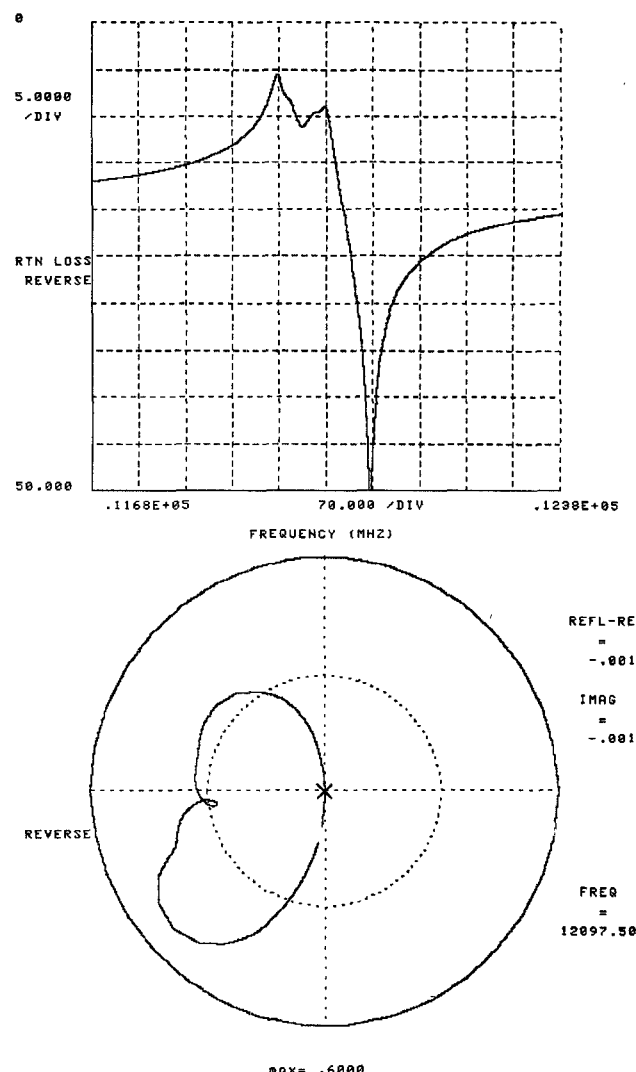 0
5.0000
/DIV
RTN LOSS
REVERSE
50.000
.1168E+05 70.000 /DIV .1238E+05
FREQUENCY (MHZ)
REFL-RE
=
-.001
IMAG
=
-.001
REVERSE
FREQ
=
12097.50
max= .6000